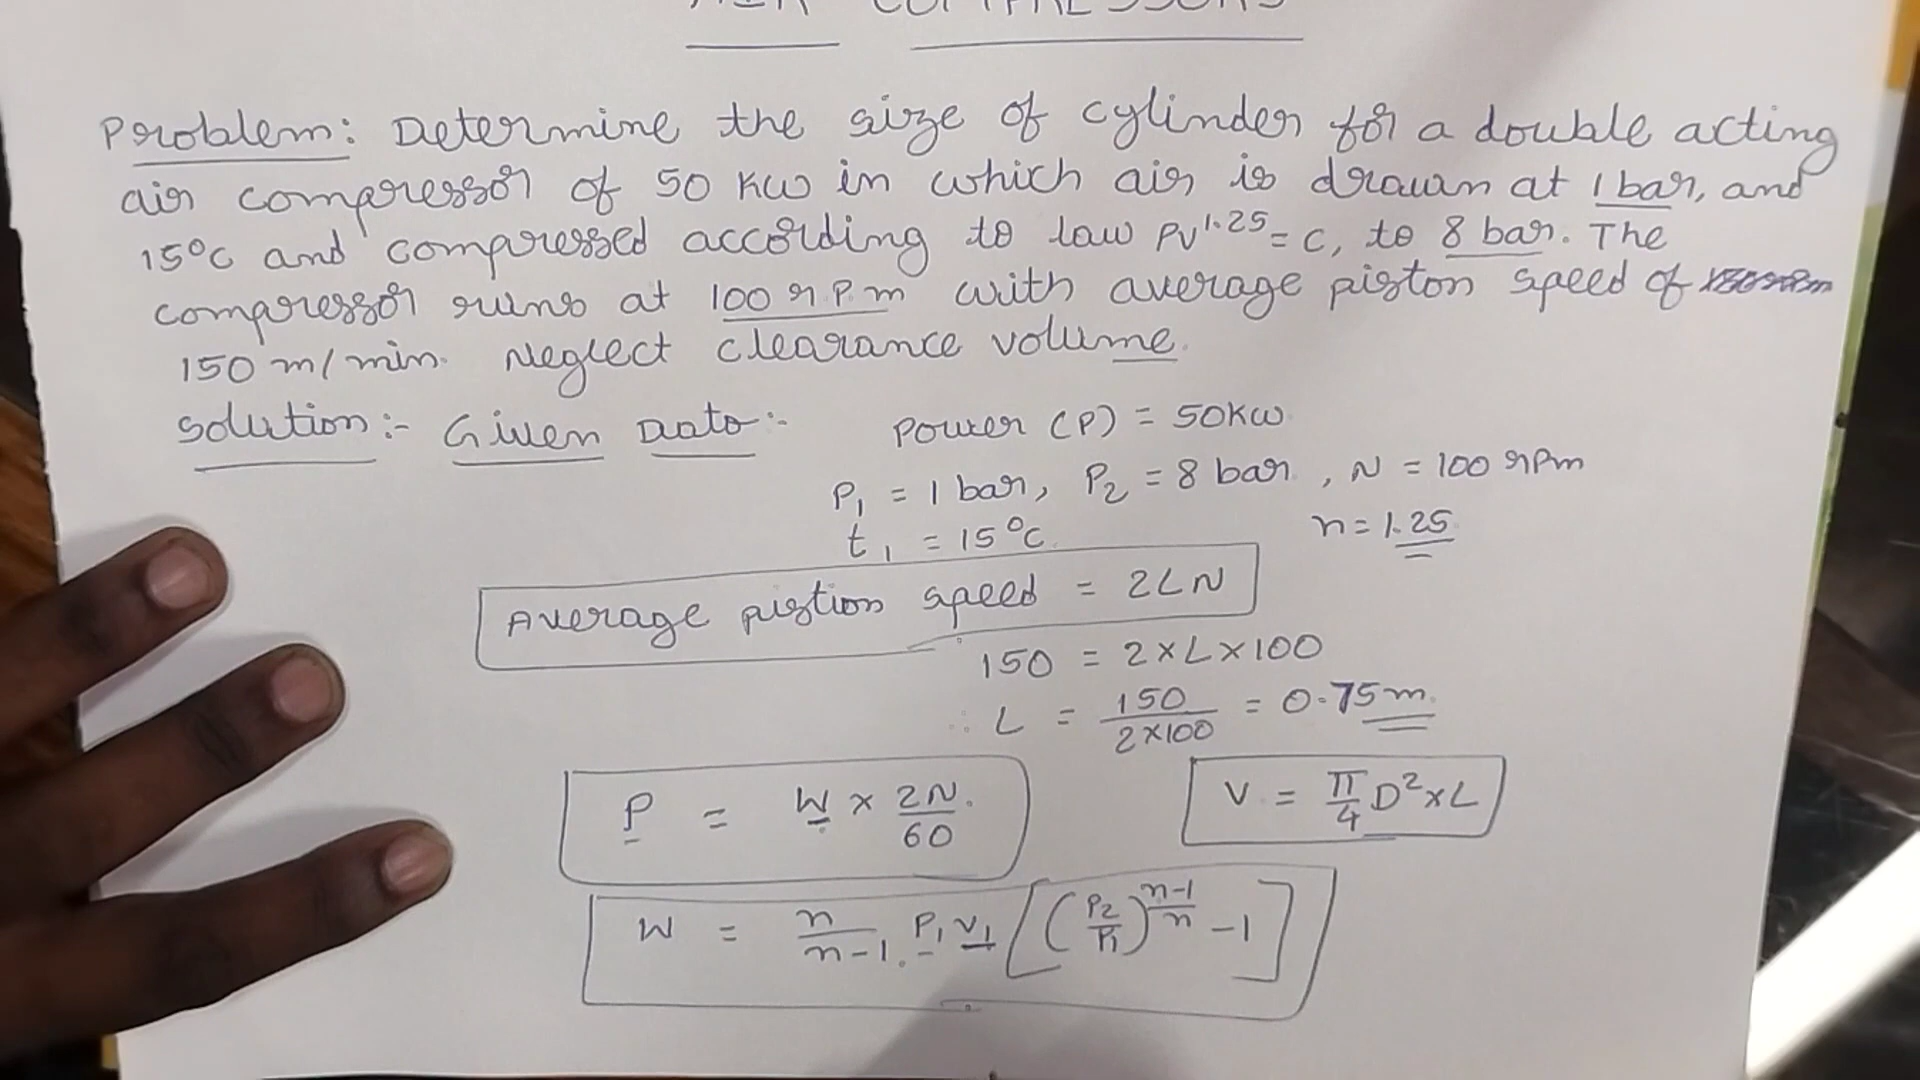 AIR COMPRESSORS
Problem: Determine the size of cylinder for a double acting
air compressor of 50 KW in which air is drawn at 1 bar, and
15°C and compressed according to law PV^1.25 = C, to 8 bar. The
compressor runs at 100 r.P.m with average piston speed of
150 m/min. Neglect clearance volume.
Solution:- Given Data:-
Power (P) = 50KW
P₁ = 1 bar, P₂ = 8 bar, N = 100 rPm
t₁ = 15°C.
n = 1.25
Average pistion speed = 2LN
150 = 2×L×100
∴ L = 150/2×100 = 0.75m.
P = W × 2N/60
V = π/4 D² × L
W = n/n-1 . P₁V₁ [(P₂/P₁)^(n-1/n) - 1]